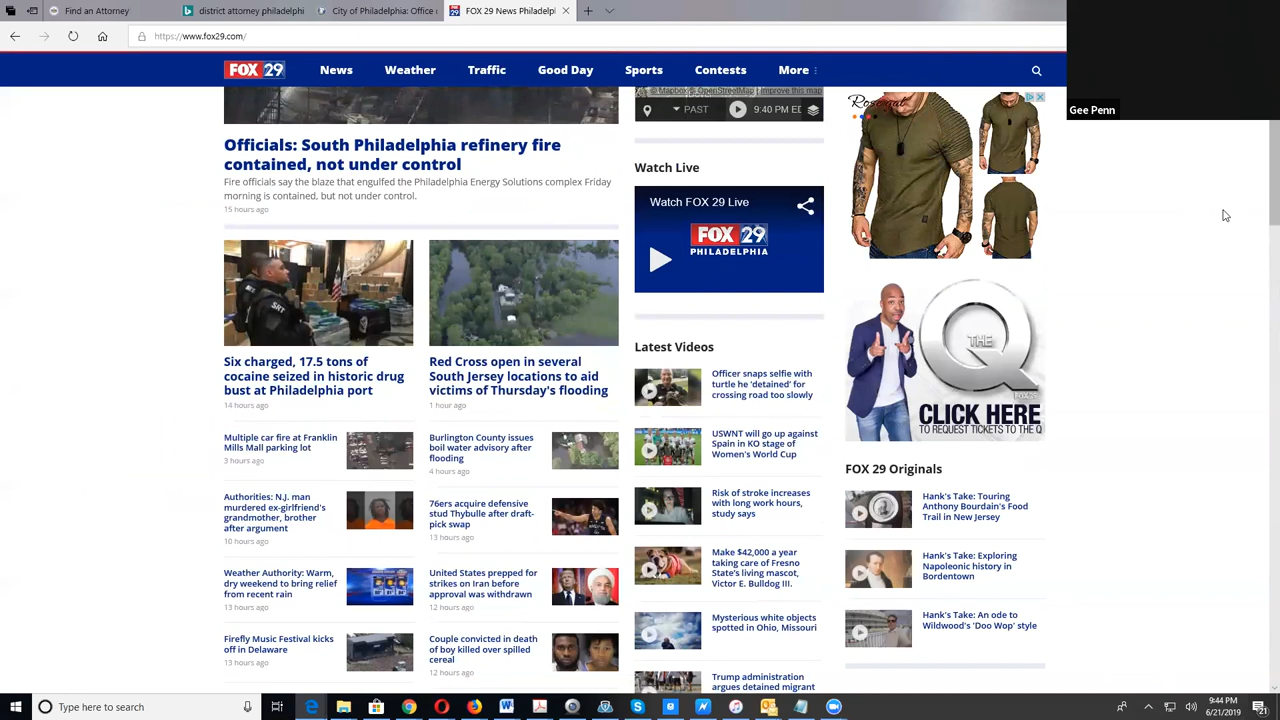 Find an Attorney
district attorney philadelphia
District Attorney's Office
FOX 29 News Philadelphi
https://www.fox29.com/
Gee Penn
FOX 29
News
Weather
Traffic
Good Day
Sports
Contests
More
Officials: South Philadelphia refinery fire
contained, not under control
Fire officials say the blaze that engulfed the Philadelphia Energy Solutions complex Friday
morning is contained, but not under control.
15 hours ago
Six charged, 17.5 tons of
cocaine seized in historic drug
bust at Philadelphia port
14 hours ago
Multiple car fire at Franklin
Mills Mall parking lot
3 hours ago
Authorities: N.J. man
murdered ex-girlfriend's
grandmother, brother
after argument
10 hours ago
Weather Authority: Warm,
dry weekend to bring relief
from recent rain
13 hours ago
Firefly Music Festival kicks
off in Delaware
13 hours ago
Red Cross open in several
South Jersey locations to aid
victims of Thursday's flooding
1 hour ago
Burlington County issues
boil water advisory after
flooding
4 hours ago
76ers acquire defensive
stud Thybulle after draft-
pick swap
13 hours ago
United States prepped for
strikes on Iran before
approval was withdrawn
12 hours ago
Couple convicted in death
of boy killed over spilled
cereal
12 hours ago
© Mapbox © OpenStreetMap | Improve this map
PAST
9:40 PM ED
Watch Live
Watch FOX 29 Live
FOX 29
PHILADELPHIA
Latest Videos
Officer snaps selfie with
turtle he 'detained' for
crossing road too slowly
USWNT will go up against
Spain in KO stage of
Women's World Cup
Risk of stroke increases
with long work hours,
study says
Make $42,000 a year
taking care of Fresno
State's living mascot,
Victor E. Bulldog III.
Mysterious white objects
spotted in Ohio, Missouri
Trump administration
argues detained migrant
THE
Q
FOX 29
CLICK HERE
TO REQUEST TICKETS TO THE Q
FOX 29 Originals
Hank's Take: Touring
Anthony Bourdain's Food
Trail in New Jersey
Hank's Take: Exploring
Napoleonic history in
Bordentown
Hank's Take: An ode to
Wildwood's 'Doo Wop' style
Type here to search
9:44 PM
6/21/2019